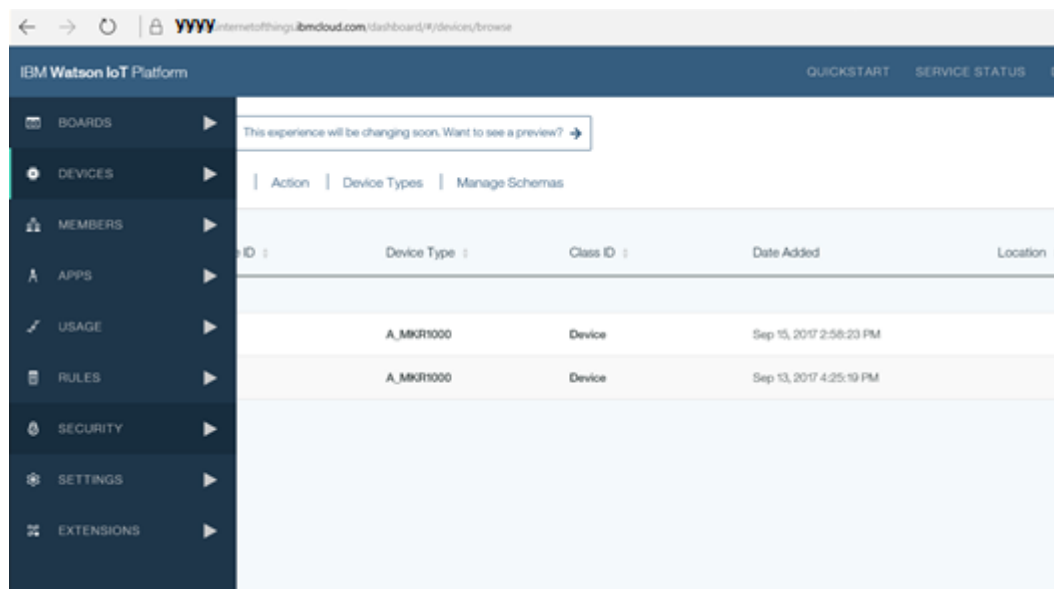 yyyy.internetofthings.ibmcloud.com/dashboard/#/devices/browse
IBM Watson IoT Platform
QUICKSTART
SERVICE STATUS
BOARDS
DEVICES
MEMBERS
APPS
USAGE
RULES
SECURITY
SETTINGS
EXTENSIONS
This experience will be changing soon. Want to see a preview?
| Action | Device Types | Manage Schemas
ID Device Type Class ID Date Added Location
A_MKR1000 Device Sep 15, 2017 2:58:23 PM
A_MKR1000 Device Sep 13, 2017 4:25:19 PM